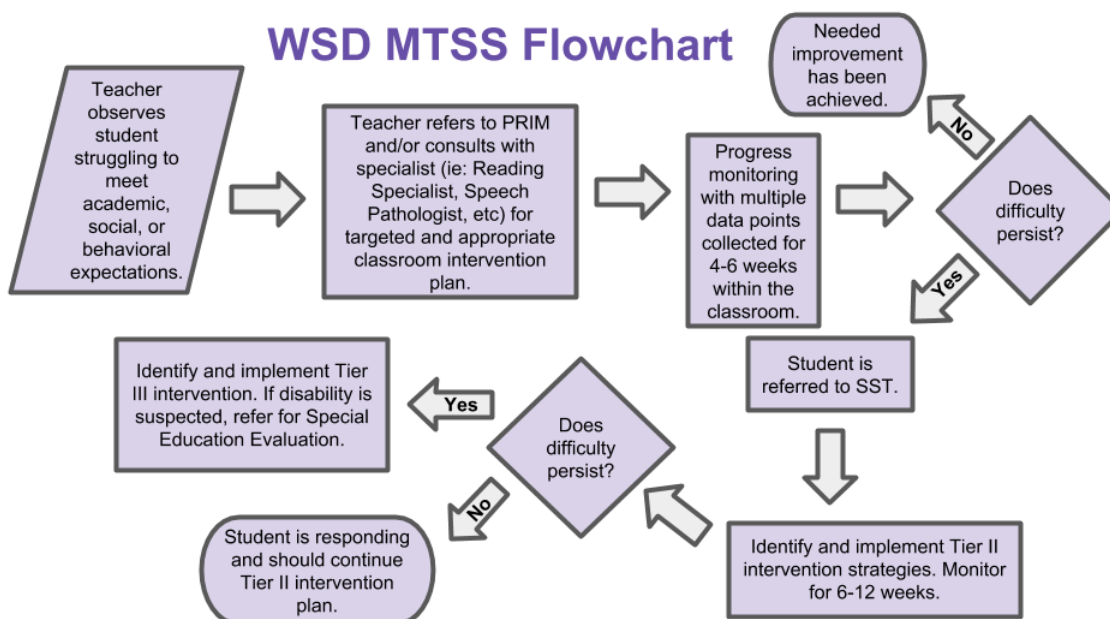 WSD MTSS Flowchart
Teacher
observes
student
struggling to
meet
academic,
social, or
behavioral
expectations.
Teacher refers to PRIM
and/or consults with
specialist (ie: Reading
Specialist, Speech
Pathologist, etc) for
targeted and appropriate
classroom intervention
plan.
Progress
monitoring
with multiple
data points
collected for
4-6 weeks
within the
classroom.
Does
difficulty
persist?
No
Needed
improvement
has been
achieved.
Yes
Student is
referred to SST.
Identify and implement Tier II
intervention strategies. Monitor
for 6-12 weeks.
Does
difficulty
persist?
Yes
Identify and implement Tier
III intervention. If disability is
suspected, refer for Special
Education Evaluation.
No
Student is responding
and should continue
Tier II intervention
plan.